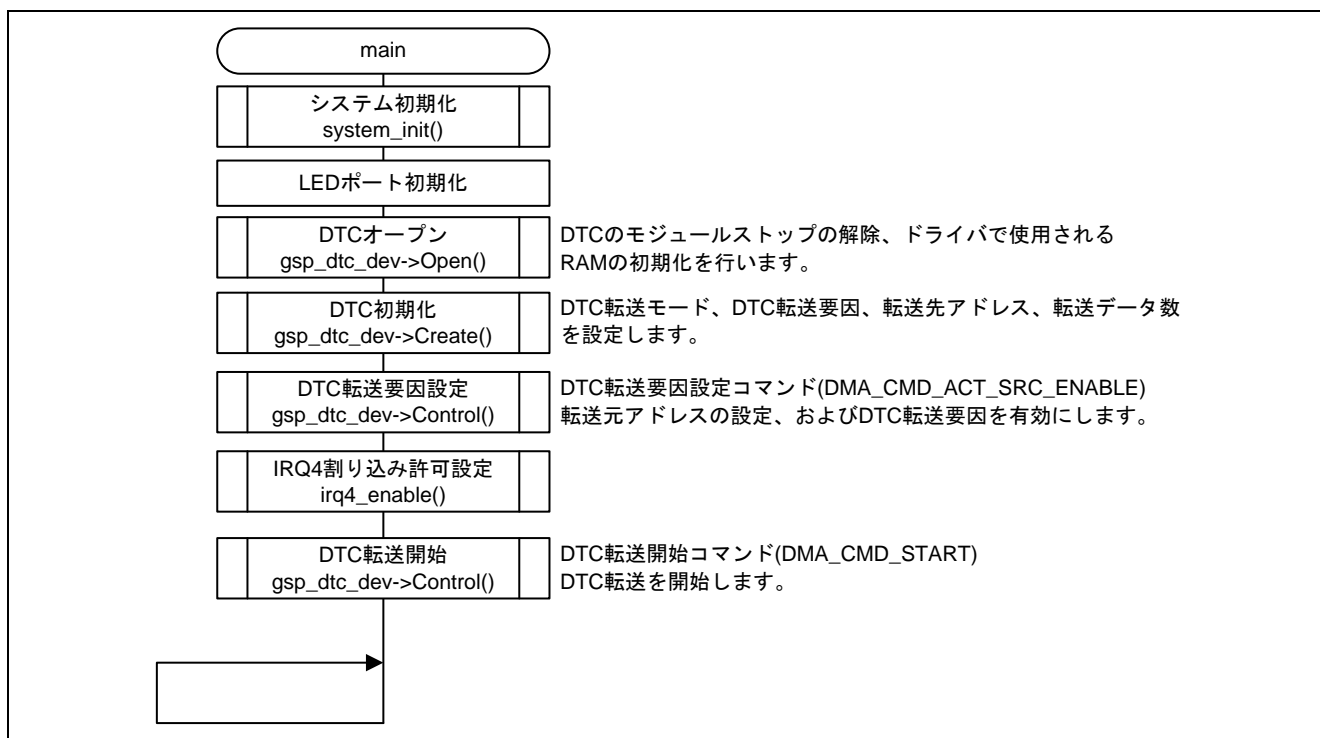 main
システム初期化
system_init()
LEDポート初期化
DTCオープン
gsp_dtc_dev->Open()
DTCのモジュールストップの解除、ドライバで使用される
RAMの初期化を行います。
DTC初期化
gsp_dtc_dev->Create()
DTC転送モード、DTC転送要因、転送先アドレス、転送データ数
を設定します。
DTC転送要因設定
gsp_dtc_dev->Control()
DTC転送要因設定コマンド(DMA_CMD_ACT_SRC_ENABLE)
転送元アドレスの設定、およびDTC転送要因を有効にします。
IRQ4割り込み許可設定
irq4_enable()
DTC転送開始
gsp_dtc_dev->Control()
DTC転送開始コマンド(DMA_CMD_START)
DTC転送を開始します。